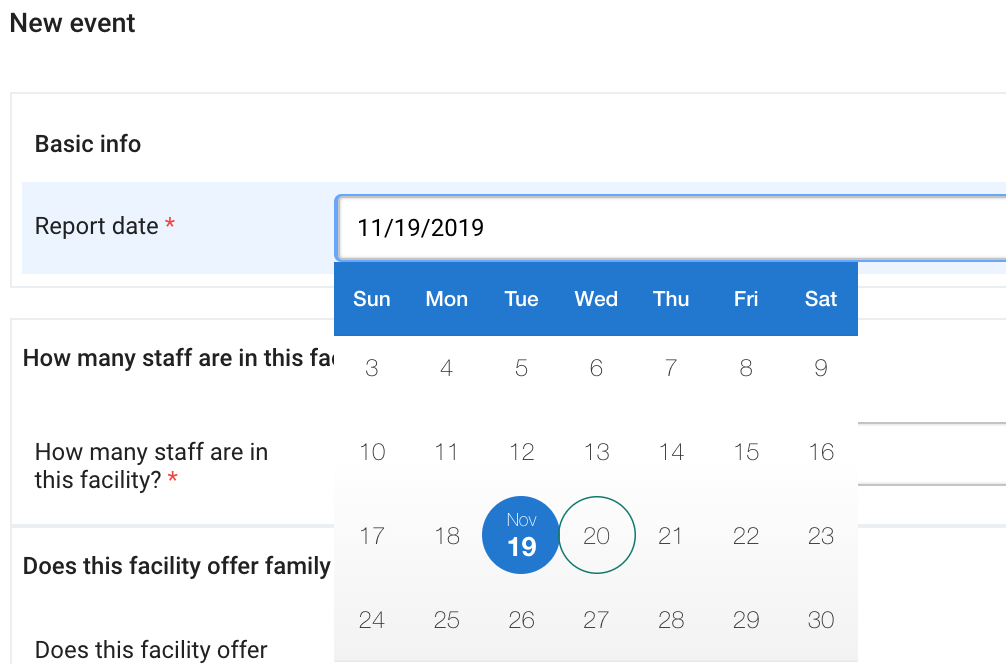 New event
Basic info
Report date *
11/19/2019
Sun Mon Tue Wed Thu Fri Sat
3 4 5 6 7 8 9
How many staff are in this
10 11 12 13 14 15 16
How many staff are in
this facility? *
17 18 Nov 19 20 21 22 23
Does this facility offer family
24 25 26 27 28 29 30
Does this facility offer